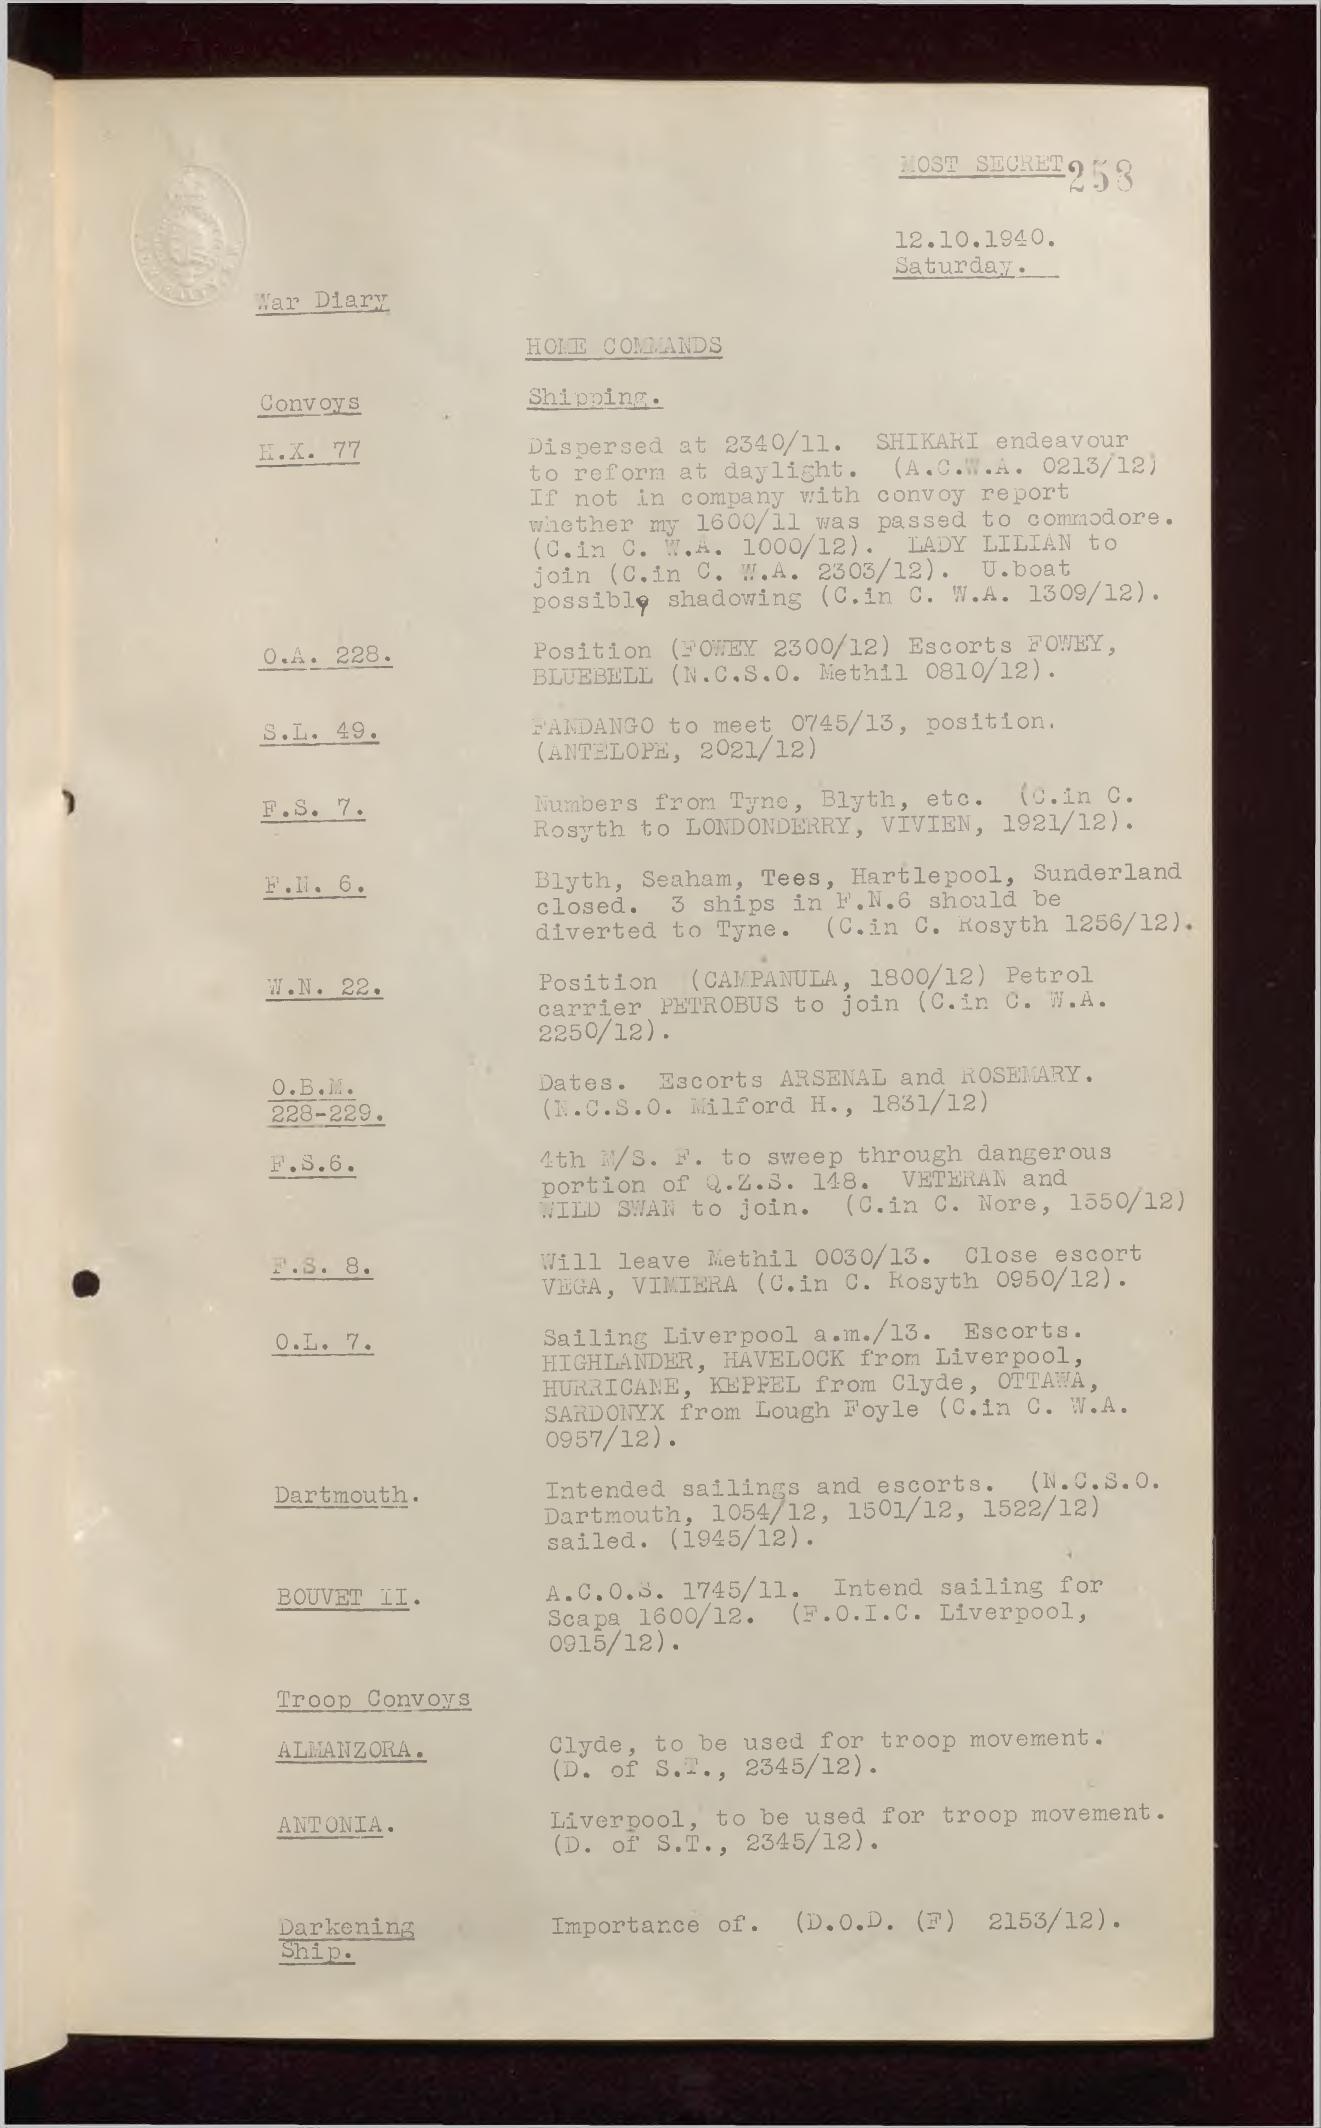 MOST SECRET 258
12.10.1940.
Saturday.
War Diary
HOME COMMANDS
Convoys
Shipping.
H.X. 77
Dispersed at 2340/11. SHIKARI endeavour
to reform at daylight. (A.C.W.A. 0213/12)
If not in company with convoy report
whether my 1600/11 was passed to commodore.
(C.in C. W.A. 1000/12). LADY LILIAN to
join (C.in C. W.A. 2303/12). U.boat
possibly shadowing (C.in C. W.A. 1309/12).
O.A. 228.
Position (FOWEY 2300/12) Escorts FOWEY,
BLUEBELL (N.C.S.O. Methil 0810/12).
S.L. 49.
FANDANGO to meet 0745/13, position.
(ANTELOPE, 2021/12)
F.S. 7.
Numbers from Tyne, Blyth, etc. (C.in C.
Rosyth to LONDONDERRY, VIVIEN, 1921/12).
F.N. 6.
Blyth, Seaham, Tees, Hartlepool, Sunderland
closed. 3 ships in F.N.6 should be
diverted to Tyne. (C.in C. Rosyth 1256/12).
W.N. 22.
Position (CAMPANULA, 1800/12) Petrol
carrier PETROBUS to join (C.in C. W.A.
2250/12).
O.B.M.
228-229.
Dates. Escorts ARSENAL and ROSEMARY.
(N.C.S.O. Milford H., 1831/12)
F.S.6.
4th M/S. F. to sweep through dangerous
portion of Q.Z.S. 148. VETERAN and
WILD SWAN to join. (C.in C. Nore, 1550/12)
F.S. 8.
Will leave Methil 0030/13. Close escort
VEGA, VIMIERA (C.in C. Rosyth 0950/12).
O.L. 7.
Sailing Liverpool a.m./13. Escorts.
HIGHLANDER, HAVELOCK from Liverpool,
HURRICANE, KEPPEL from Clyde, OTTAWA,
SARDONYX from Lough Foyle (C.in C. W.A.
0957/12).
Dartmouth.
Intended sailings and escorts. (N.C.S.O.
Dartmouth, 1054/12, 1501/12, 1522/12)
sailed. (1945/12).
BOUVET II.
A.C.O.S. 1745/11. Intend sailing for
Scapa 1600/12. (F.O.I.C. Liverpool,
0915/12).
Troop Convoys
ALMANZORA.
Clyde, to be used for troop movement.
(D. of S.T., 2345/12).
ANTONIA.
Liverpool, to be used for troop movement.
(D. of S.T., 2345/12).
Darkening
Ship.
Importance of. (D.O.D. (F) 2153/12).